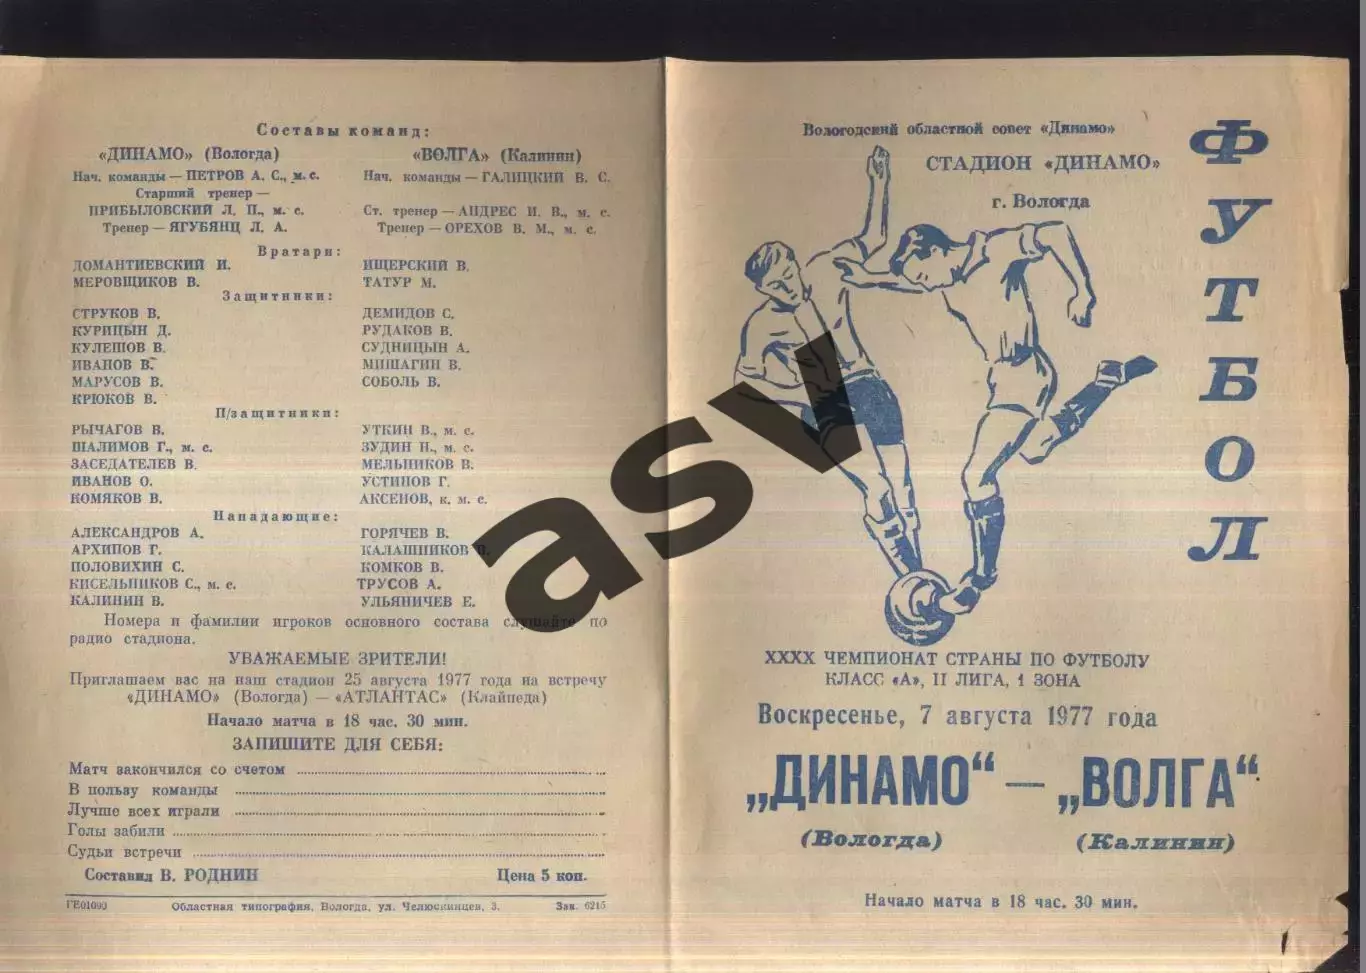 Составы команд:
«ДИНАМО» (Вологда) «ВОЛГА» (Калинин)
Нач. команды — ПЕТРОВ А. С., м. с. Нач. команды — ГАЛИЦКИЙ В. С.
Старший тренер —
ПРИБЫЛОВСКИЙ Л. П., м. с. Ст. тренер — АНДРЕС И. В., м. с.
Тренер — ЯГУБЯНЦ Л. А. Тренер — ОРЕХОВ В. М., м. с.
Вратари:
ДОМАНТИЕВСКИЙ И. ИЩЕРСКИЙ В.
МЕРОВЩИКОВ В. ТАТУР М.
Защитники:
СТРУКОВ В. ДЕМИДОВ С.
КУРИЦЫН Д. РУДАКОВ В.
КУЛЕШОВ В. СУДНИЦЫН А.
ИВАНОВ В. МИШАГИН В.
МАРУСОВ В. СОБОЛЬ В.
КРЮКОВ В.
П/защитники:
РЫЧАГОВ В. УТКИН В., м. с.
ШАЛИМОВ Г., м. с. ЗУДИН Н., м. с.
ЗАСЕДАТЕЛЕВ В. МЕЛЬНИКОВ В.
ИВАНОВ О. УСТИНОВ Г.
КОМЯКОВ В. АКСЕНОВ, к. м. с.
Нападающие:
АЛЕКСАНДРОВ А. ГОРЯЧЕВ В.
АРХИПОВ Г. КАЛАШНИКОВ
ПОЛОВИХИН С. КОМКОВ В.
КИСЕЛЬНИКОВ С., м. с. ТРУСОВ А.
КАЛИНИН В. УЛЬЯНИЧЕВ Е.
Номера и фамилии игроков основного состава слушайте по
радио стадиона.
УВАЖАЕМЫЕ ЗРИТЕЛИ!
Приглашаем вас на наш стадион 25 августа 1977 года на встречу
«ДИНАМО» (Вологда) — «АТЛАНТАС» (Клайпеда)
Начало матча в 18 час. 30 мин.
ЗАПИШИТЕ ДЛЯ СЕБЯ:
Матч закончился со счетом
В пользу команды
Лучше всех играли
Голы забили
Судьи встречи
Составил В. РОДНИН Цена 5 коп.
ГЕ01090 Областная типография, Вологда, ул. Челюскинцев, 3. Зак. 6215
Вологодский областной совет «Динамо»
СТАДИОН «ДИНАМО»
г. Вологда
ФУТБОЛ
XXXX ЧЕМПИОНАТ СТРАНЫ ПО ФУТБОЛУ
КЛАСС «А», II ЛИГА, 1 ЗОНА
Воскресенье, 7 августа 1977 года
„ДИНАМО“ — „ВОЛГА“
(Вологда) (Калинин)
Начало матча в 18 час. 30 мин.
asv